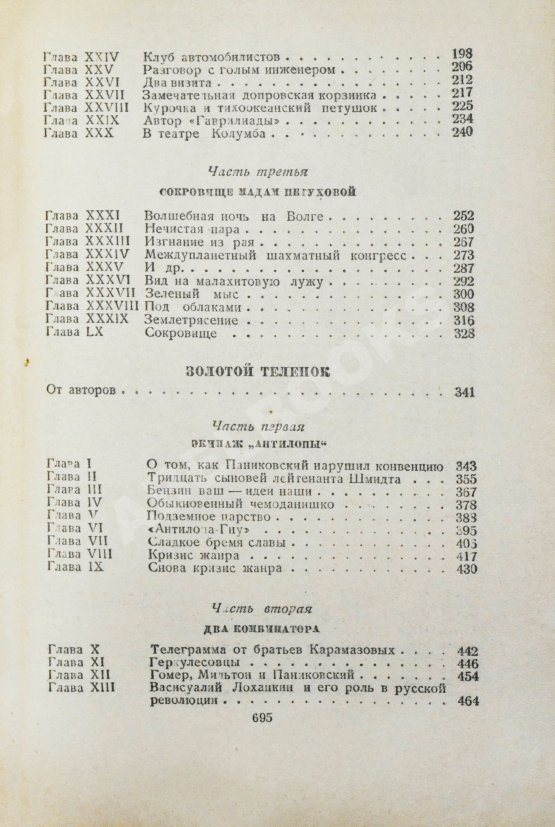 Глава XXIV Клуб автомобилистов . . . . . . . . . . . 198
Глава XXV Разговор с голым инженером . . . . . . . 206
Глава XXVI Два визита . . . . . . . . . . . . . . . 212
Глава XXVII Замечательная допровская корзинка . . . . 217
Глава XXVIII Курочка и тихоокеанский петушок . . . . . 225
Глава XXIX Автор «Гаврилиады» . . . . . . . . . . . 234
Глава XXX В театре Колумба . . . . . . . . . . . . 240
Часть третья
СОКРОВИЩЕ МАДАМ ПЕТУХОВОЙ
Глава XXXI Волшебная ночь на Волге . . . . . . . . 252
Глава XXXII Нечистая пара . . . . . . . . . . . . . 260
Глава XXXIII Изгнание из рая . . . . . . . . . . . . 267
Глава XXXIV Междупланетный шахматный конгресс . . . 273
Глава XXXV И др. . . . . . . . . . . . . . . . . . 287
Глава XXXVI Вид на малахитовую лужу . . . . . . . . 292
Глава XXXVII Зеленый мыс . . . . . . . . . . . . . . 300
Глава XXXVIII Под облаками . . . . . . . . . . . . . 308
Глава XXXIX Землетрясение . . . . . . . . . . . . . 316
Глава LX Сокровище . . . . . . . . . . . . . . . 328
ЗОЛОТОЙ ТЕЛЕНОК
От авторов . . . . . . . . . . . . . . . . . . . . 341
Часть первая
ЭКИПАЖ „АНТИЛОПЫ“
Глава I О том, как Паниковский нарушил конвенцию 343
Глава II Тридцать сыновей лейтенанта Шмидта . . . . 355
Глава III Бензин ваш — идеи наши . . . . . . . . . . 367
Глава IV Обыкновенный чемоданишко . . . . . . . . . 378
Глава V Подземное царство . . . . . . . . . . . . 383
Глава VI «Антилопа-Гну» . . . . . . . . . . . . . . 395
Глава VII Сладкое бремя славы . . . . . . . . . . . 405
Глава VIII Кризис жанра . . . . . . . . . . . . . . 417
Глава IX Снова кризис жанра . . . . . . . . . . . 430
Часть вторая
ДВА КОМБИНАТОРА
Глава X Телеграмма от братьев Карамазовых . . . . 442
Глава XI Геркулесовцы . . . . . . . . . . . . . . 446
Глава XII Гомер, Мильтон и Паниковский . . . . . . . 454
Глава XIII Васисуалий Лоханкин и его роль в русской
революции . . . . . . . . . . . . . . . . 464
695